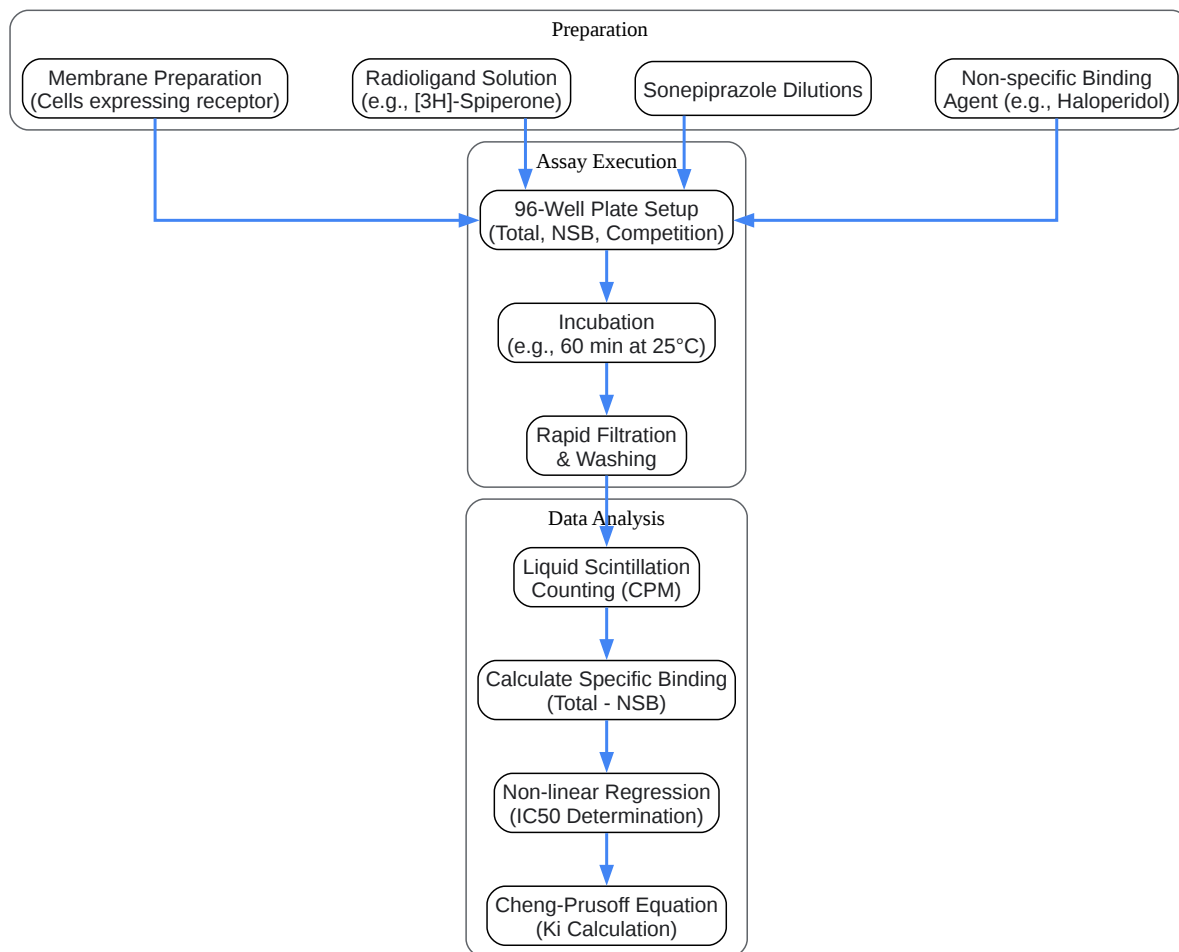 Preparation
Membrane Preparation
(Cells expressing receptor)
Radioligand Solution
(e.g., [3H]-Spiperone)
Sonepiprazole Dilutions
Non-specific Binding
Agent (e.g., Haloperidol)
Assay Execution
96-Well Plate Setup
(Total, NSB, Competition)
Incubation
(e.g., 60 min at 25°C)
Rapid Filtration
& Washing
Data Analysis
Liquid Scintillation
Counting (CPM)
Calculate Specific Binding
(Total - NSB)
Non-linear Regression
(IC50 Determination)
Cheng-Prusoff Equation
(Ki Calculation)